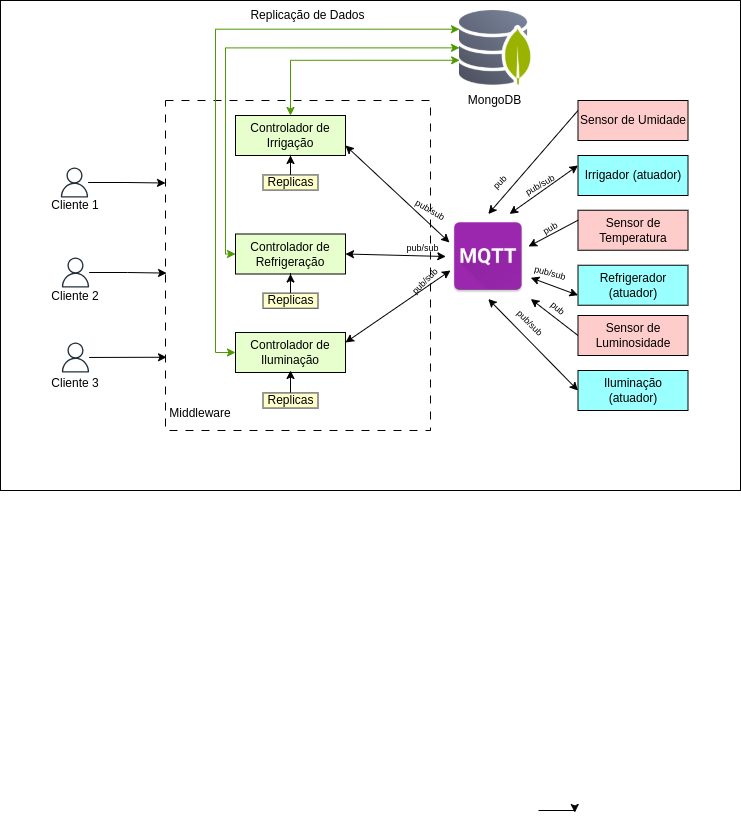 Replicação de Dados
MongoDB
Controlador de
Irrigação
Replicas
Controlador de
Refrigeração
Replicas
Controlador de
Iluminação
Replicas
Middleware
Cliente 1
Cliente 2
Cliente 3
pub/sub
pub/sub
pub/sub
MQTT
pub
pub/sub
pub
pub/sub
pub
pub/sub
Sensor de Umidade
Irrigador (atuador)
Sensor de
Temperatura
Refrigerador
(atuador)
Sensor de
Luminosidade
Iluminação
(atuador)